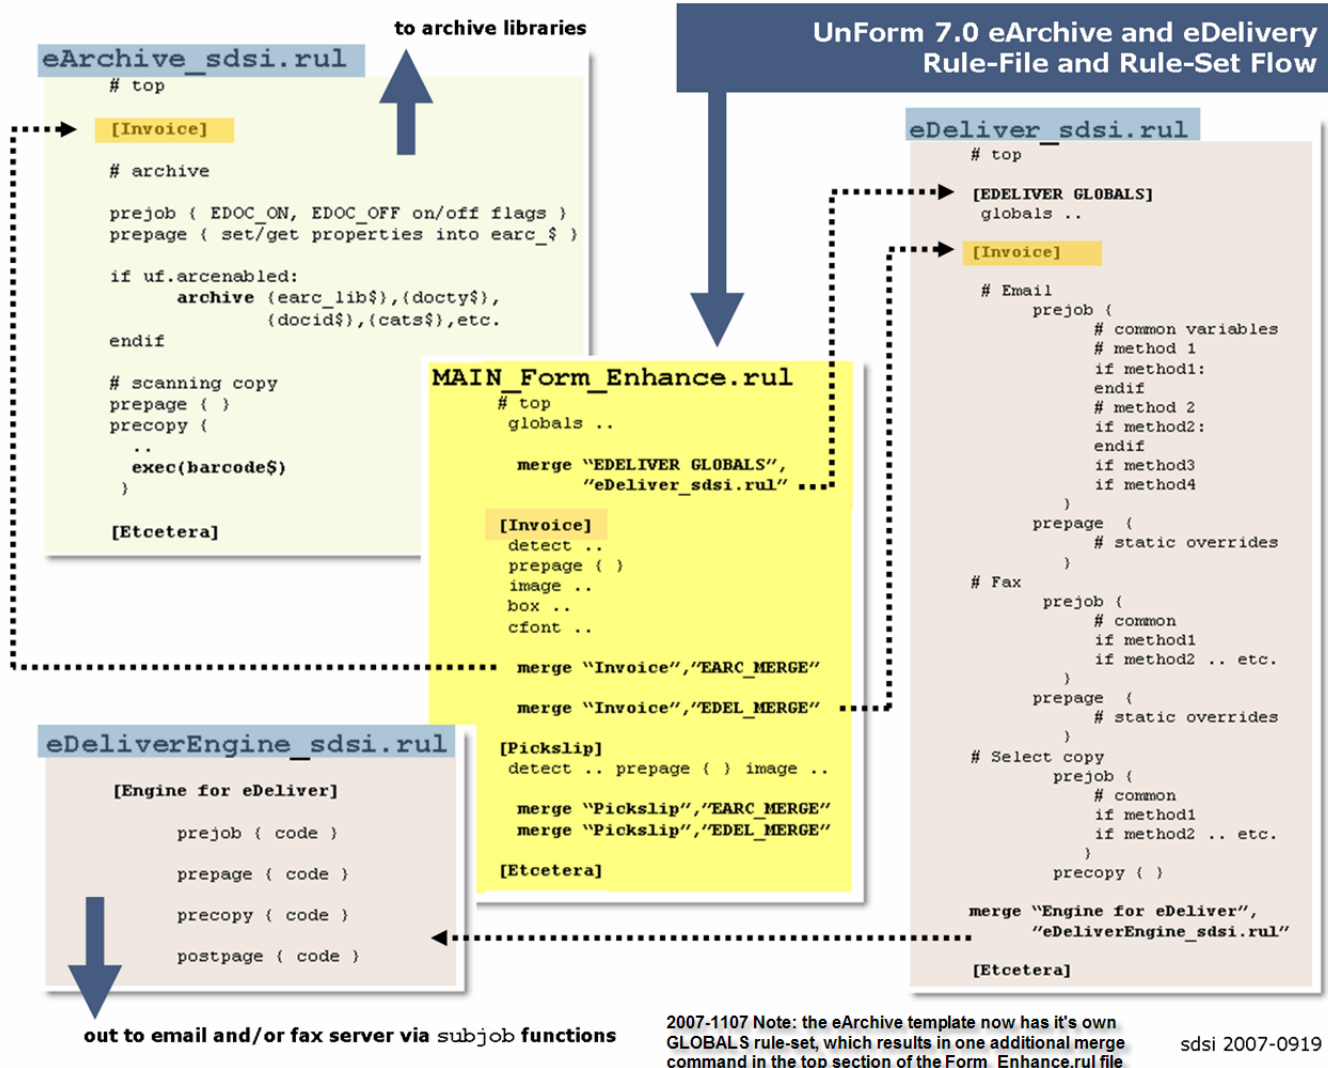 to archive libraries
UnForm 7.0 eArchive and eDelivery
Rule-File and Rule-Set Flow
eArchive_sdsi.rul
# top
[Invoice]
# archive
prejob { EDOC_ON, EDOC_OFF on/off flags }
prepage { set/get properties into earc_$ }
if uf.arcenabled:
archive {earc_lib$},{docty$},
{docid$},{cats$},etc.
endif
# scanning copy
prepage { }
precopy {
..
exec(barcode$)
}
[Etcetera]
MAIN_Form_Enhance.rul
# top
globals ..
merge "EDELIVER GLOBALS",
"eDeliver_sdsi.rul"
[Invoice]
detect ..
prepage { }
image ..
box ..
cfont ..
merge "Invoice","EARC_MERGE"
merge "Invoice","EDEL_MERGE"
[Pickslip]
detect .. prepage { } image ..
merge "Pickslip","EARC_MERGE"
merge "Pickslip","EDEL_MERGE"
[Etcetera]
eDeliver_sdsi.rul
# top
[EDELIVER GLOBALS]
globals ..
[Invoice]
# Email
prejob {
# common variables
# method 1
if method1:
endif
# method 2
if method2:
endif
if method3
if method4
}
prepage {
# static overrides
}
# Fax
prejob {
# common
if method1
if method2 .. etc.
}
prepage {
# static overrides
}
# Select copy
prejob {
# common
if method1
if method2 .. etc.
}
precopy { }
merge "Engine for eDeliver",
"eDeliverEngine_sdsi.rul"
[Etcetera]
eDeliverEngine_sdsi.rul
[Engine for eDeliver]
prejob { code }
prepage { code }
precopy { code }
postpage { code }
out to email and/or fax server via subjob functions
2007-1107 Note: the eArchive template now has it's own
GLOBALS rule-set, which results in one additional merge
command in the top section of the Form_Enhance.rul file
sdsi 2007-0919